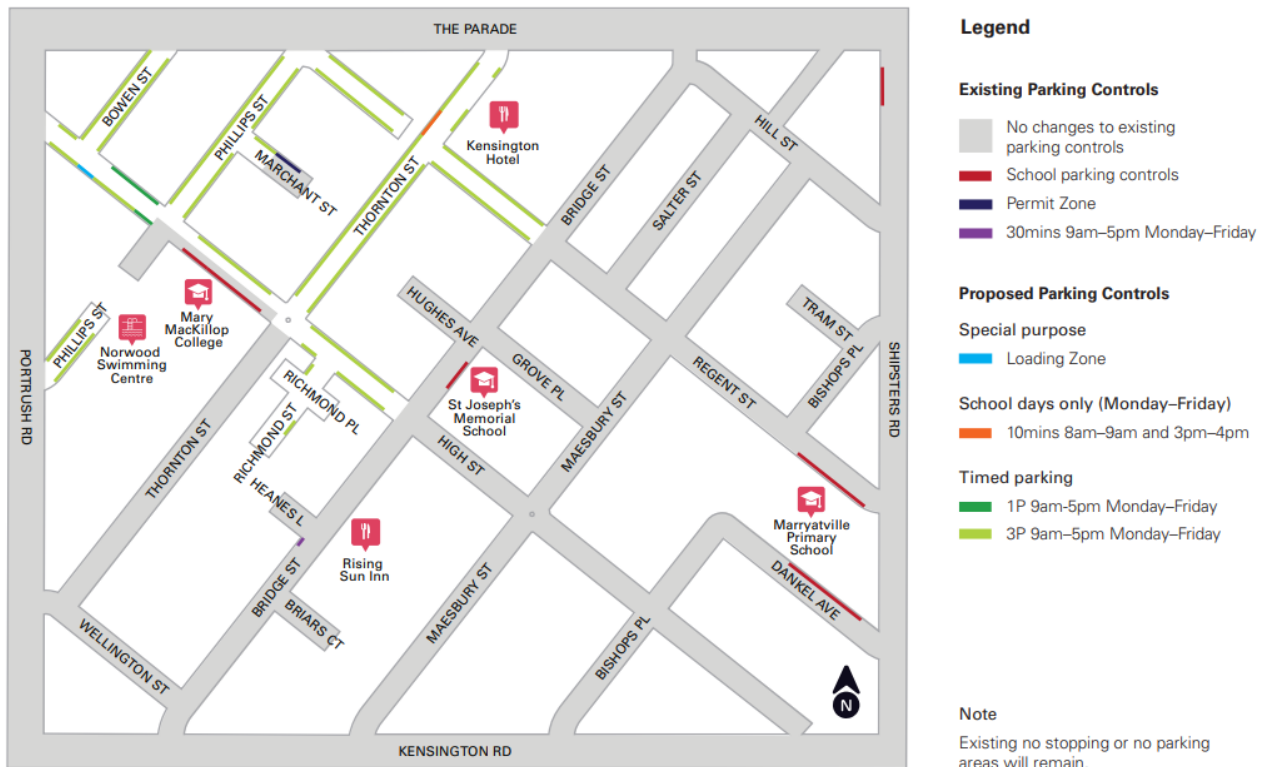 THE PARADE
BOWEN ST
PHILLIPS ST
MARCHANT ST
THORNTON ST
Kensington
Hotel
BRIDGE ST
SALTER ST
HILL ST
Mary
MacKillop
College
Norwood
Swimming
Centre
PHILLIPS ST
PORTRUSH RD
HUGHES AVE
GROVE PL
St Joseph's
Memorial
School
TRAM ST
BISHOPS PL
SHIPSTERS RD
REGENT ST
RICHMOND PL
RICHMOND ST
HEANES L
THORNTON ST
HIGH ST
MAESBURY ST
Rising
Sun Inn
Marryatville
Primary
School
DANKEL AVE
BRIDGE ST
BRIARS CT
MAESBURY ST
BISHOPS PL
WELLINGTON ST
KENSINGTON RD
N
Legend
Existing Parking Controls
No changes to existing
parking controls
School parking controls
Permit Zone
30mins 9am–5pm Monday–Friday
Proposed Parking Controls
Special purpose
Loading Zone
School days only (Monday–Friday)
10mins 8am–9am and 3pm–4pm
Timed parking
1P 9am-5pm Monday–Friday
3P 9am–5pm Monday–Friday
Note
Existing no stopping or no parking
areas will remain